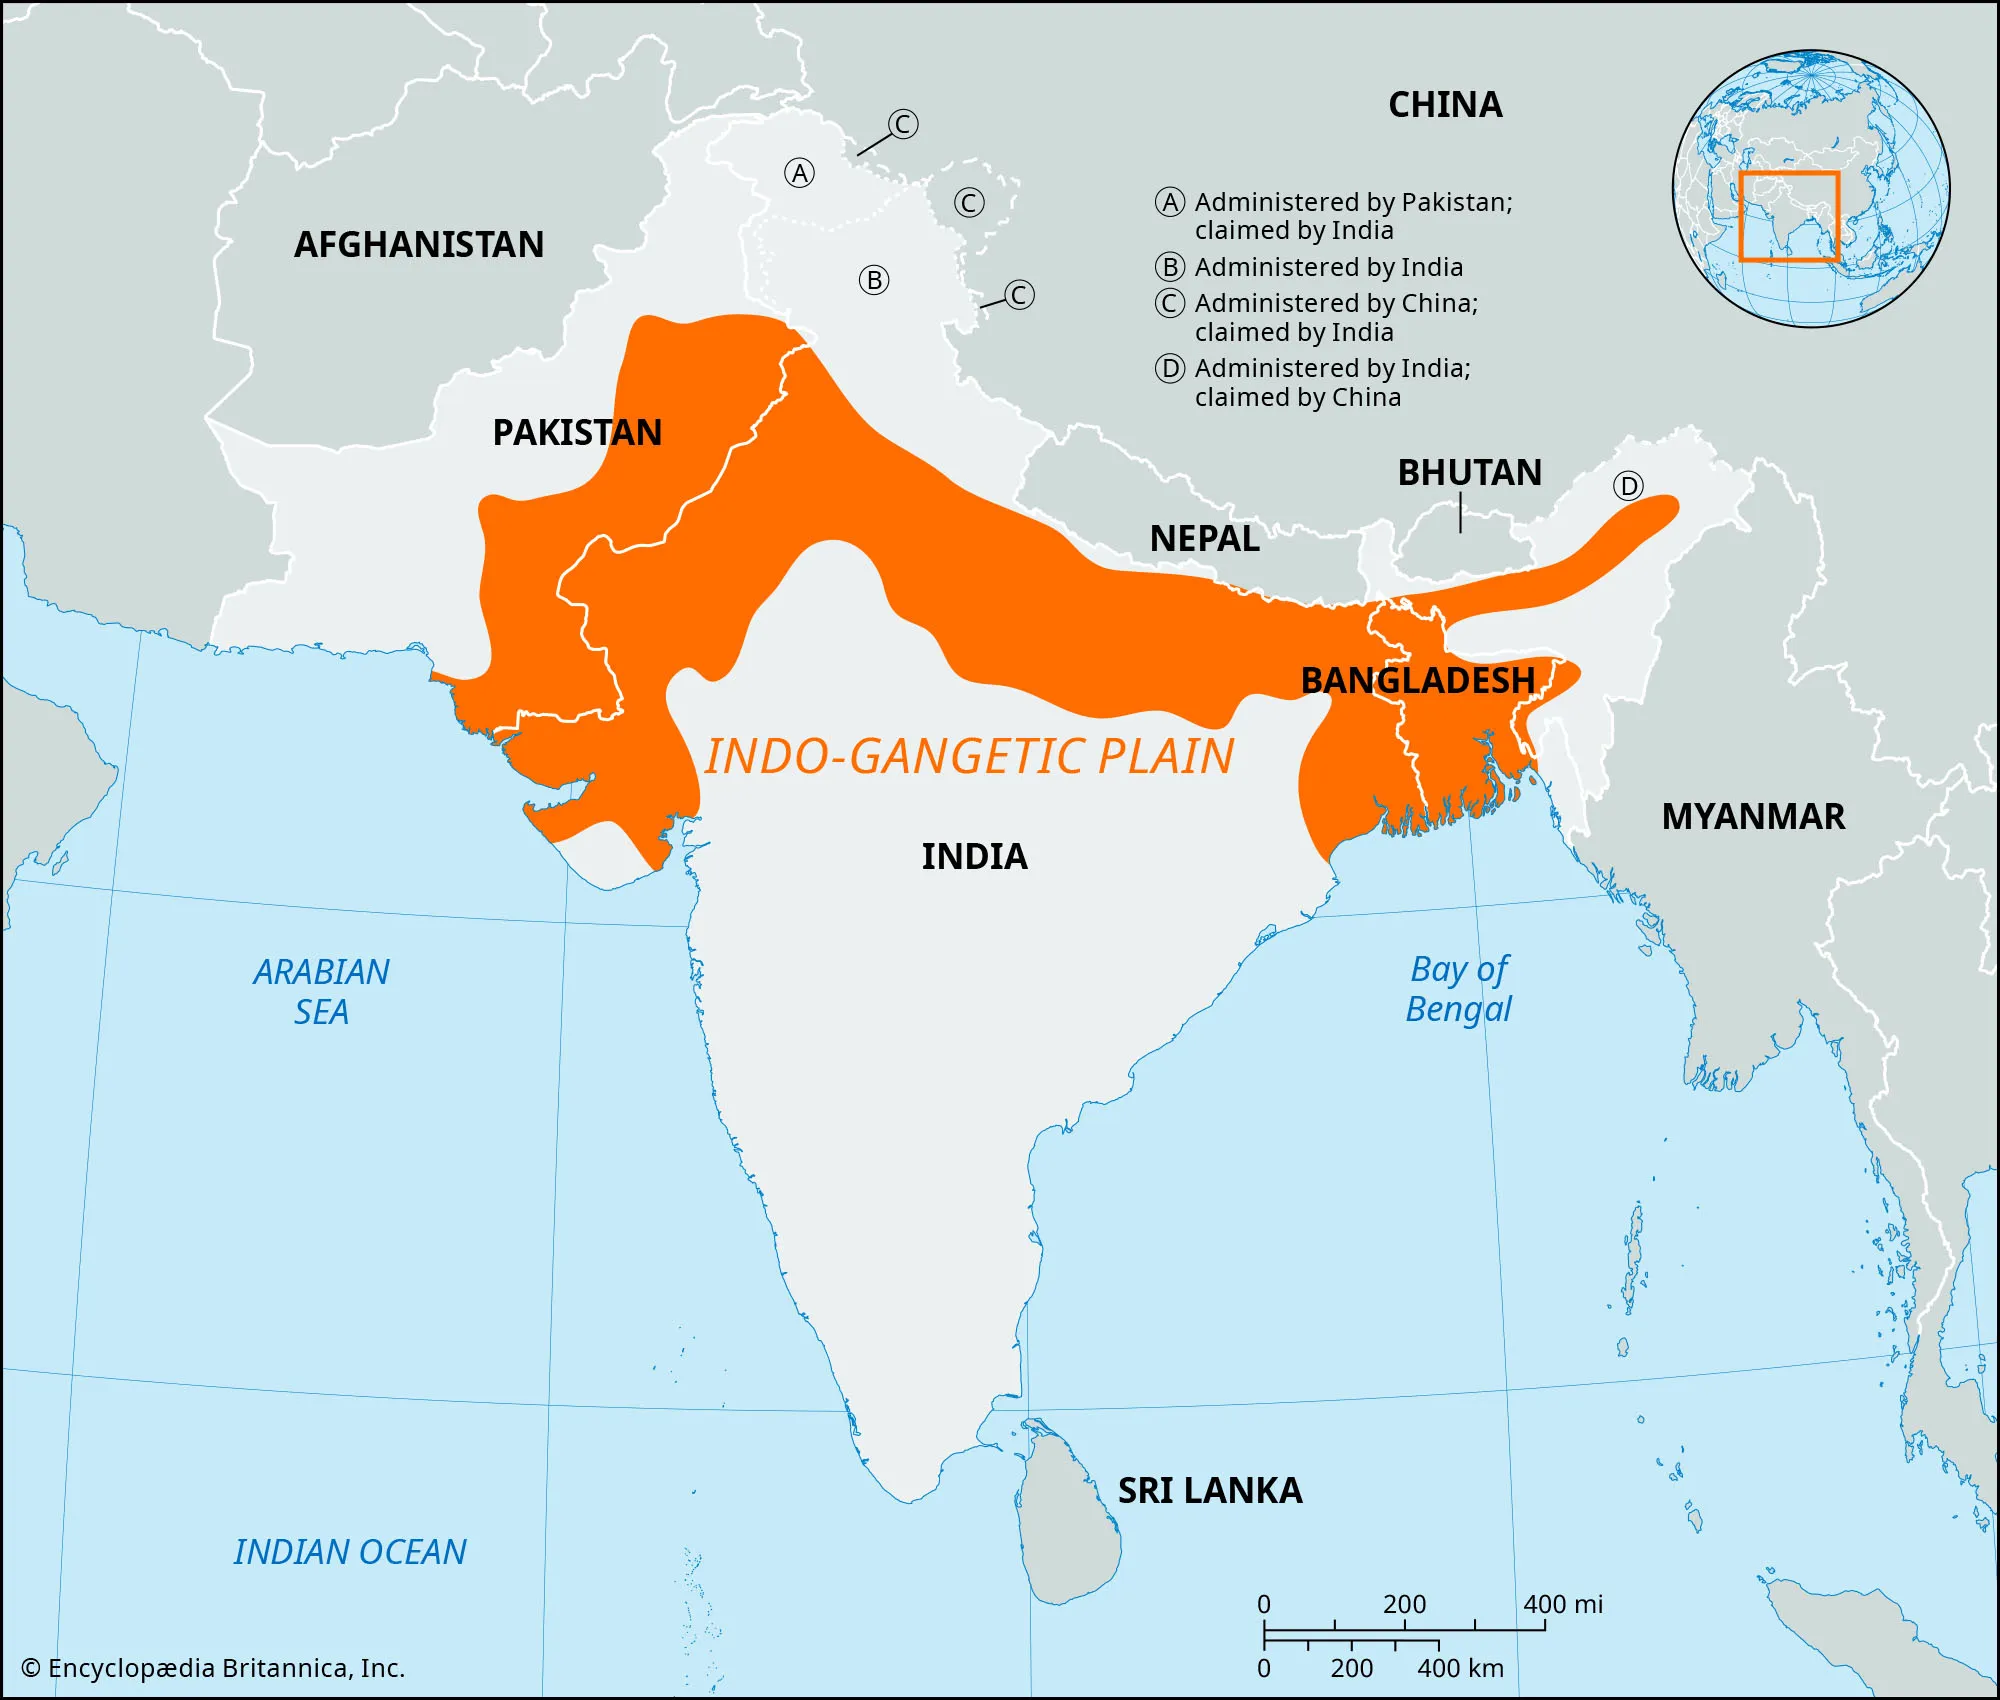 CHINA
Ⓒ
Ⓐ
Ⓒ
Ⓐ Administered by Pakistan;
claimed by India
AFGHANISTAN
Ⓑ
Ⓒ
Ⓑ Administered by India
Ⓒ Administered by China;
claimed by India
Ⓓ Administered by India;
claimed by China
PAKISTAN
BHUTAN
Ⓓ
NEPAL
BANGLADESH
INDO-GANGETIC PLAIN
MYANMAR
INDIA
ARABIAN
SEA
Bay of
Bengal
SRI LANKA
INDIAN OCEAN
0 200 400 mi
0 200 400 km
© Encyclopædia Britannica, Inc.